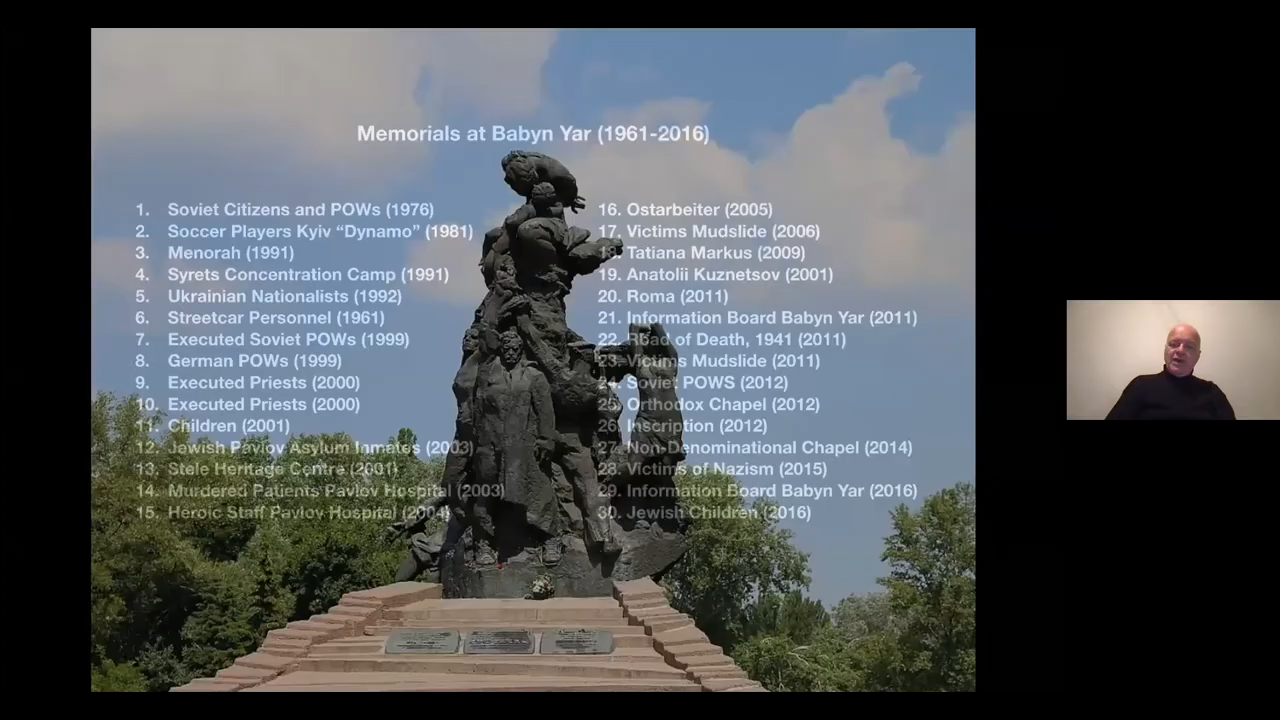 Memorials at Babyn Yar (1961-2016)
1. Soviet Citizens and POWs (1976)
2. Soccer Players Kyiv “Dynamo” (1981)
3. Menorah (1991)
4. Syrets Concentration Camp (1991)
5. Ukrainian Nationalists (1992)
6. Streetcar Personnel (1961)
7. Executed Soviet POWs (1999)
8. German POWs (1999)
9. Executed Priests (2000)
10. Executed Priests (2000)
11. Children (2001)
12. Jewish Pavlov Asylum Inmates (2003)
13. Stele Heritage Centre (2001)
14. Murdered Patients Pavlov Hospital (2003)
15. Heroic Staff Pavlov Hospital (2004)
16. Ostarbeiter (2005)
17. Victims Mudslide (2006)
18. Tatiana Markus (2009)
19. Anatolii Kuznetsov (2001)
20. Roma (2011)
21. Information Board Babyn Yar (2011)
22. Road of Death, 1941 (2011)
23. Victims Mudslide (2011)
24. Soviet POWS (2012)
25. Orthodox Chapel (2012)
26. Inscription (2012)
27. Non-Denominational Chapel (2014)
28. Victims of Nazism (2015)
29. Information Board Babyn Yar (2016)
30. Jewish Children (2016)